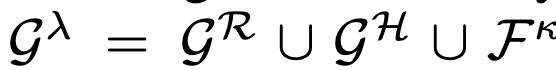 𝒢^λ = 𝒢^ℛ ∪ 𝒢^ℋ ∪ ℱ^κ